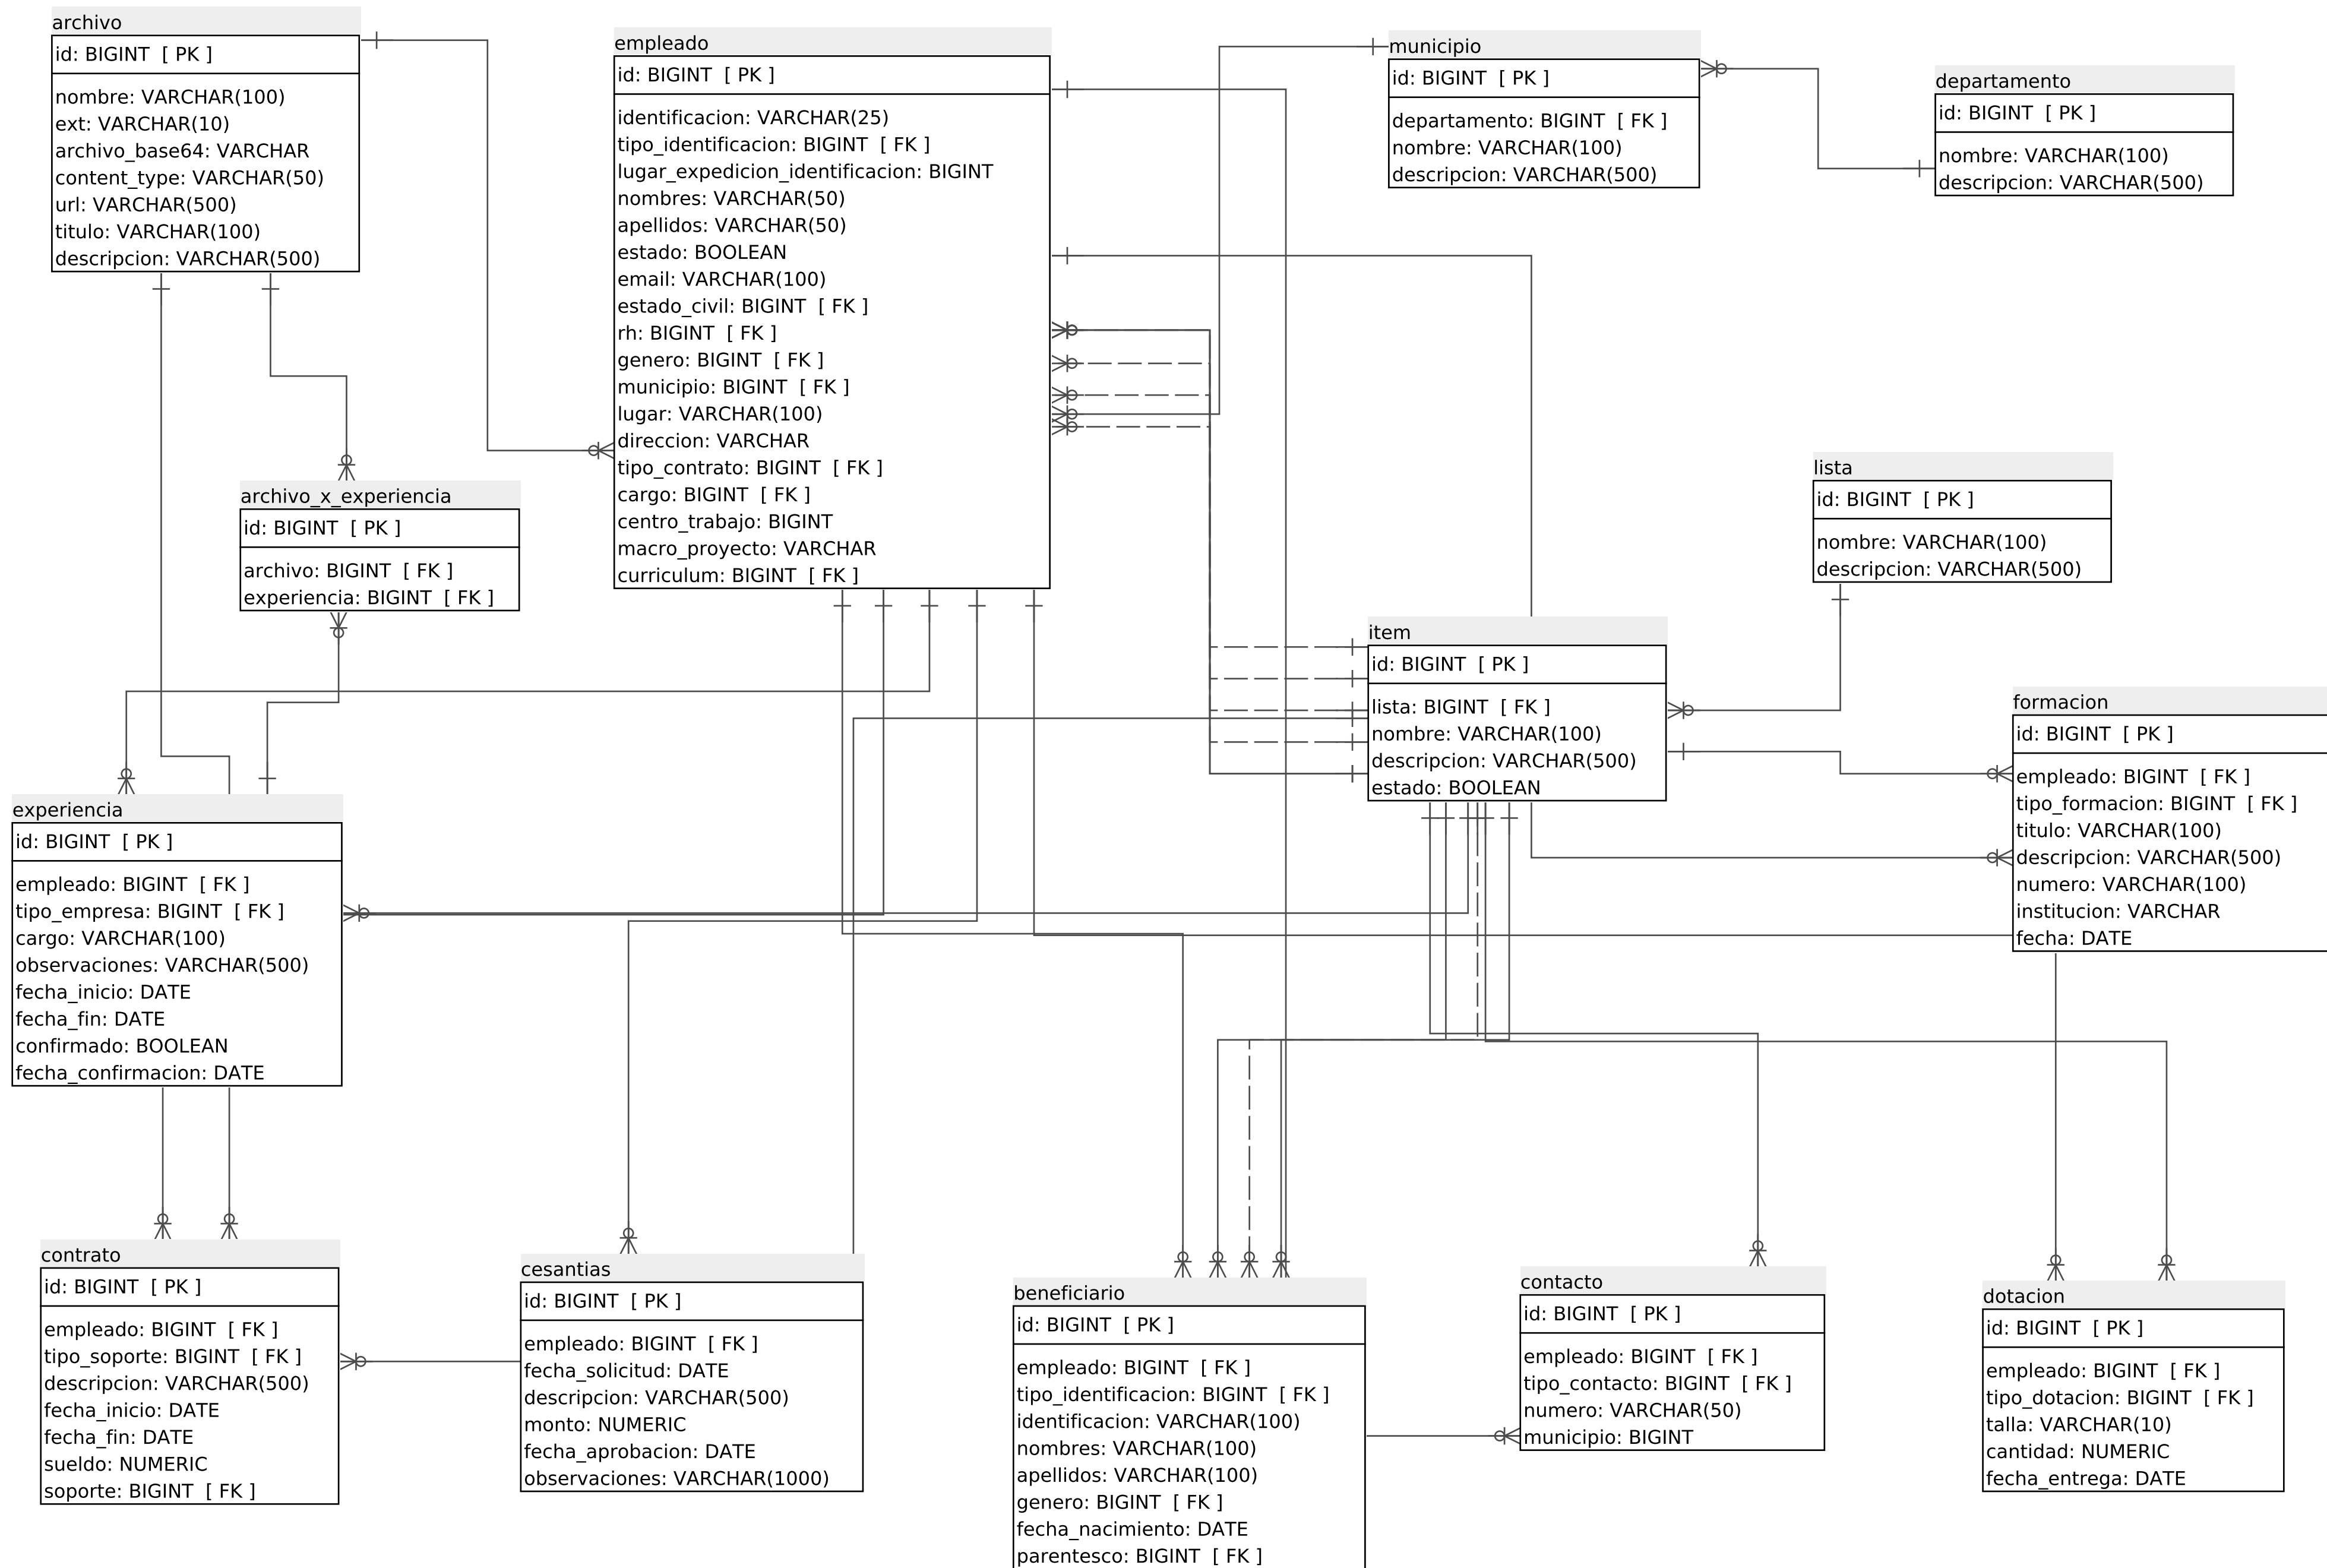 archivo
id: BIGINT [ PK ]
nombre: VARCHAR(100)
ext: VARCHAR(10)
archivo_base64: VARCHAR
content_type: VARCHAR(50)
url: VARCHAR(500)
titulo: VARCHAR(100)
descripcion: VARCHAR(500)
empleado
id: BIGINT [ PK ]
identificacion: VARCHAR(25)
tipo_identificacion: BIGINT [ FK ]
lugar_expedicion_identificacion: BIGINT
nombres: VARCHAR(50)
apellidos: VARCHAR(50)
estado: BOOLEAN
email: VARCHAR(100)
estado_civil: BIGINT [ FK ]
rh: BIGINT [ FK ]
genero: BIGINT [ FK ]
municipio: BIGINT [ FK ]
lugar: VARCHAR(100)
direccion: VARCHAR
tipo_contrato: BIGINT [ FK ]
cargo: BIGINT [ FK ]
centro_trabajo: BIGINT
macro_proyecto: VARCHAR
curriculum: BIGINT [ FK ]
municipio
id: BIGINT [ PK ]
departamento: BIGINT [ FK ]
nombre: VARCHAR(100)
descripcion: VARCHAR(500)
departamento
id: BIGINT [ PK ]
nombre: VARCHAR(100)
descripcion: VARCHAR(500)
archivo_x_experiencia
id: BIGINT [ PK ]
archivo: BIGINT [ FK ]
experiencia: BIGINT [ FK ]
lista
id: BIGINT [ PK ]
nombre: VARCHAR(100)
descripcion: VARCHAR(500)
item
id: BIGINT [ PK ]
lista: BIGINT [ FK ]
nombre: VARCHAR(100)
descripcion: VARCHAR(500)
estado: BOOLEAN
formacion
id: BIGINT [ PK ]
empleado: BIGINT [ FK ]
tipo_formacion: BIGINT [ FK ]
titulo: VARCHAR(100)
descripcion: VARCHAR(500)
numero: VARCHAR(100)
institucion: VARCHAR
fecha: DATE
experiencia
id: BIGINT [ PK ]
empleado: BIGINT [ FK ]
tipo_empresa: BIGINT [ FK ]
cargo: VARCHAR(100)
observaciones: VARCHAR(500)
fecha_inicio: DATE
fecha_fin: DATE
confirmado: BOOLEAN
fecha_confirmacion: DATE
contrato
id: BIGINT [ PK ]
empleado: BIGINT [ FK ]
tipo_soporte: BIGINT [ FK ]
descripcion: VARCHAR(500)
fecha_inicio: DATE
fecha_fin: DATE
sueldo: NUMERIC
soporte: BIGINT [ FK ]
cesantias
id: BIGINT [ PK ]
empleado: BIGINT [ FK ]
fecha_solicitud: DATE
descripcion: VARCHAR(500)
monto: NUMERIC
fecha_aprobacion: DATE
observaciones: VARCHAR(1000)
beneficiario
id: BIGINT [ PK ]
empleado: BIGINT [ FK ]
tipo_identificacion: BIGINT [ FK ]
identificacion: VARCHAR(100)
nombres: VARCHAR(100)
apellidos: VARCHAR(100)
genero: BIGINT [ FK ]
fecha_nacimiento: DATE
parentesco: BIGINT [ FK ]
contacto
id: BIGINT [ PK ]
empleado: BIGINT [ FK ]
tipo_contacto: BIGINT [ FK ]
numero: VARCHAR(50)
municipio: BIGINT
dotacion
id: BIGINT [ PK ]
empleado: BIGINT [ FK ]
tipo_dotacion: BIGINT [ FK ]
talla: VARCHAR(10)
cantidad: NUMERIC
fecha_entrega: DATE